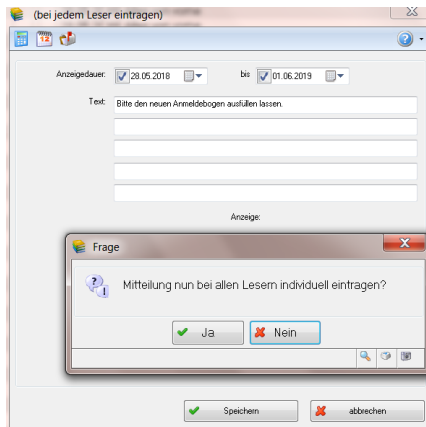 (bei jedem Leser eintragen)
12
Anzeigedauer: 28.05.2018 bis 01.06.2019
Text: Bitte den neuen Anmeldebogen ausfüllen lassen.
Anzeige:
Frage
Mitteilung nun bei allen Lesern individuell eintragen?
Ja Nein
Speichern abbrechen